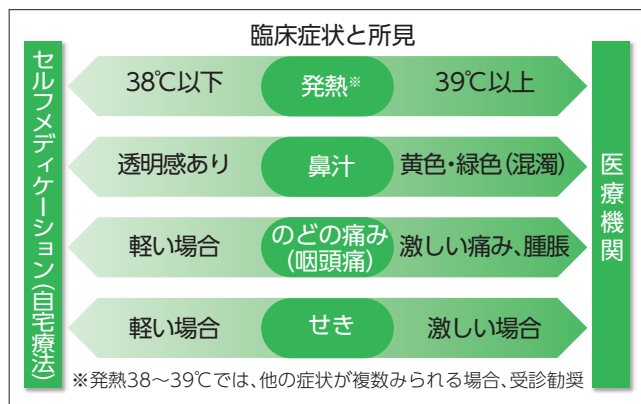 臨床症状と所見
セルフメディケーション(自宅療法)
38℃以下 発熱※ 39℃以上
透明感あり 鼻汁 黄色・緑色(混濁)
軽い場合 のどの痛み 激しい痛み、腫脹
(咽頭痛)
軽い場合 せき 激しい場合
医療機関
※発熱38〜39℃では、他の症状が複数みられる場合、受診勧奨